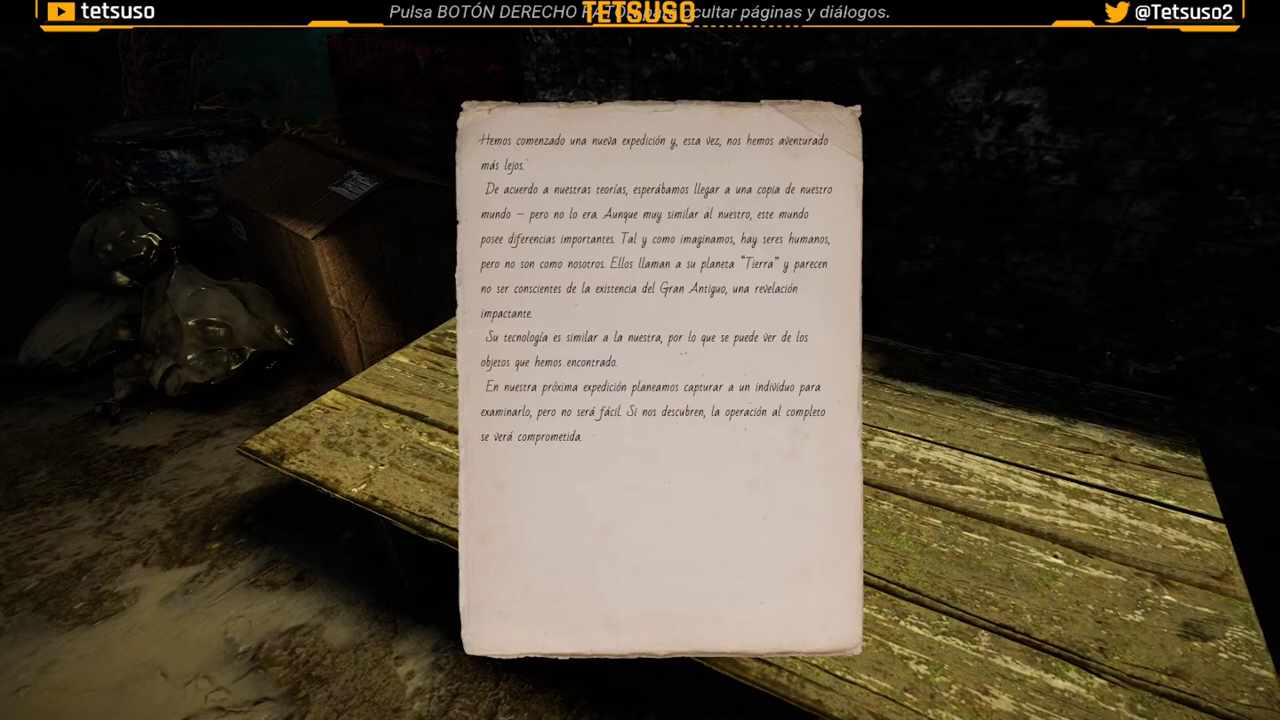 tetsuso
Pulsa BOTÓN DERECHO RATÓN para ocultar páginas y diálogos.
TETSUSO
@Tetsuso2
Hemos comenzado una nueva expedición y, esta vez, nos hemos aventurado
más lejos.
De acuerdo a nuestras teorías, esperábamos llegar a una copia de nuestro
mundo – pero no lo era. Aunque muy similar al nuestro, este mundo
posee diferencias importantes. Tal y como imaginamos, hay seres humanos,
pero no son como nosotros. Ellos llaman a su planeta "Tierra" y parecen
no ser conscientes de la existencia del Gran Antiguo, una revelación
impactante.
Su tecnología es similar a la nuestra, por lo que se puede ver de los
objetos que hemos encontrado.
En nuestra próxima expedición planeamos capturar a un individuo para
examinarlo, pero no será fácil. Si nos descubren, la operación al completo
se verá comprometida.